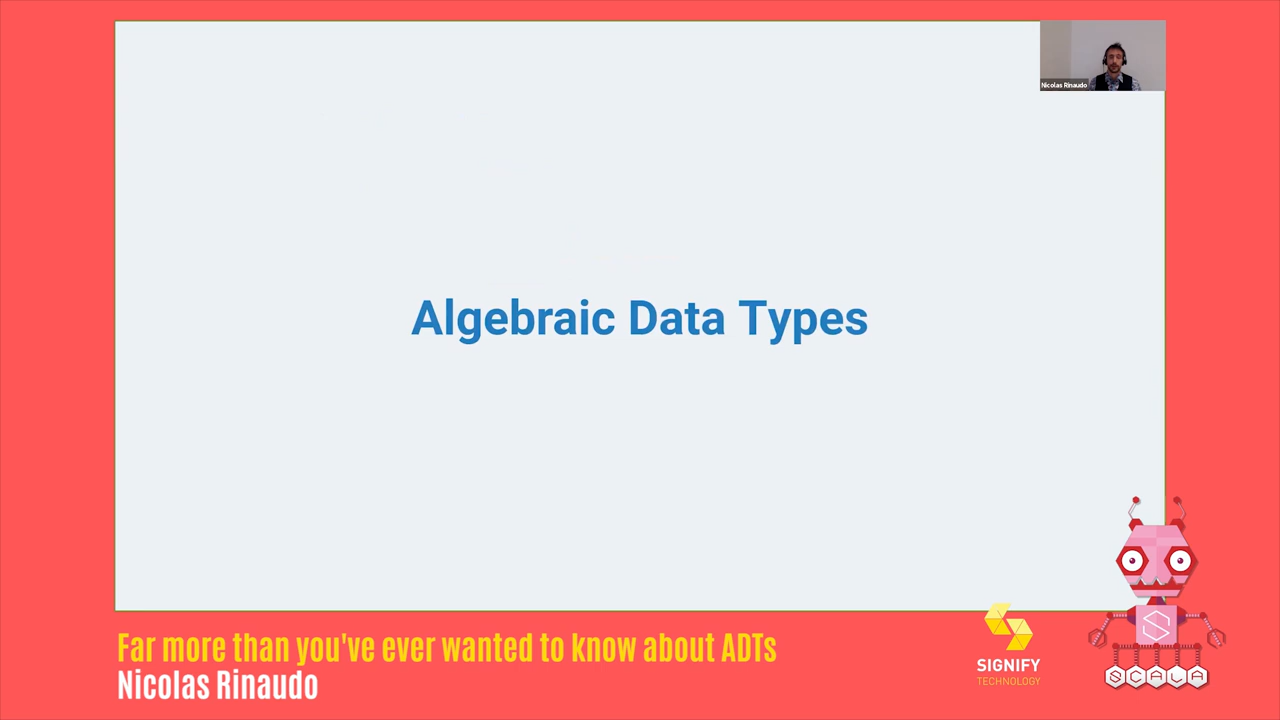 Nicolas Rinaudo
Algebraic Data Types
Far more than you've ever wanted to know about ADTs
Nicolas Rinaudo
SIGNIFY
TECHNOLOGY
SCALA